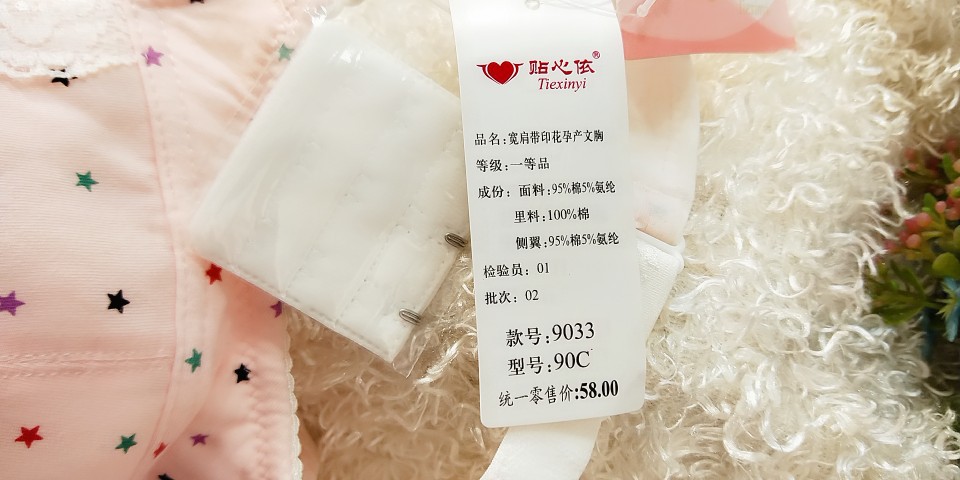 贴心依®
Tiexinyi
品名:宽肩带印花孕产文胸
等级:一等品
成份: 面料:95%棉5%氨纶
里料:100%棉
侧翼:95%棉5%氨纶
检验员: 01
批次: 02
款号:9033
型号:90C
统一零售价:58.00